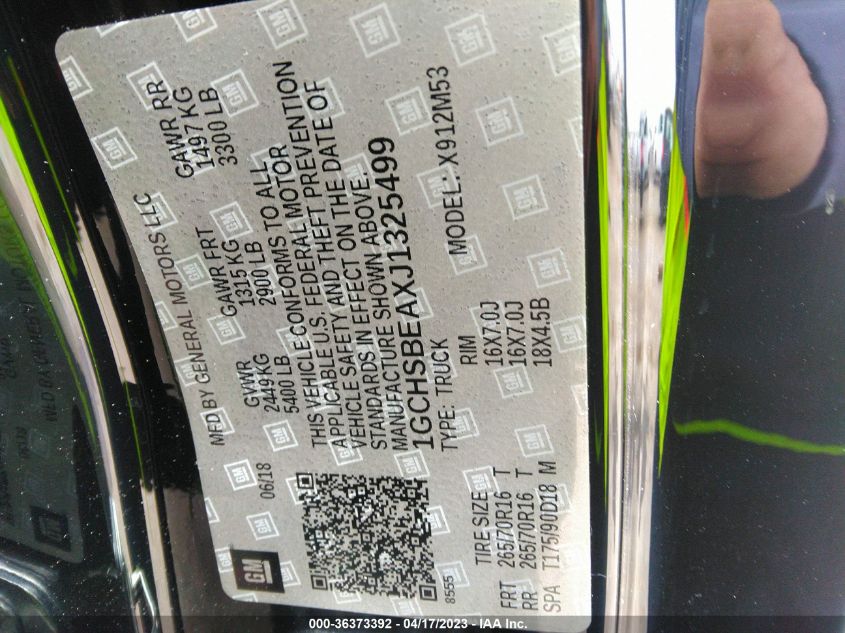 GM
06/18
MFD BY GENERAL MOTORS LLC
GVWR GAWR FRT GAWR RR
2449 KG 1315 KG 1497 KG
5400 LB 2900 LB 3300 LB
THIS VEHICLE CONFORMS TO ALL
APPLICABLE U.S. FEDERAL MOTOR
VEHICLE SAFETY AND THEFT PREVENTION
STANDARDS IN EFFECT ON THE DATE OF
MANUFACTURE SHOWN ABOVE.
1GCHSBEAXJ1325499
TYPE: TRUCK MODEL: X912M53
8555
TIRE SIZE RIM
FRT 265/70R16 T 16X7.0J
RR 265/70R16 T 16X7.0J
SPA T175/90D18 M 18X4.5B
000-36373392 - 04/17/2023 - IAA Inc.